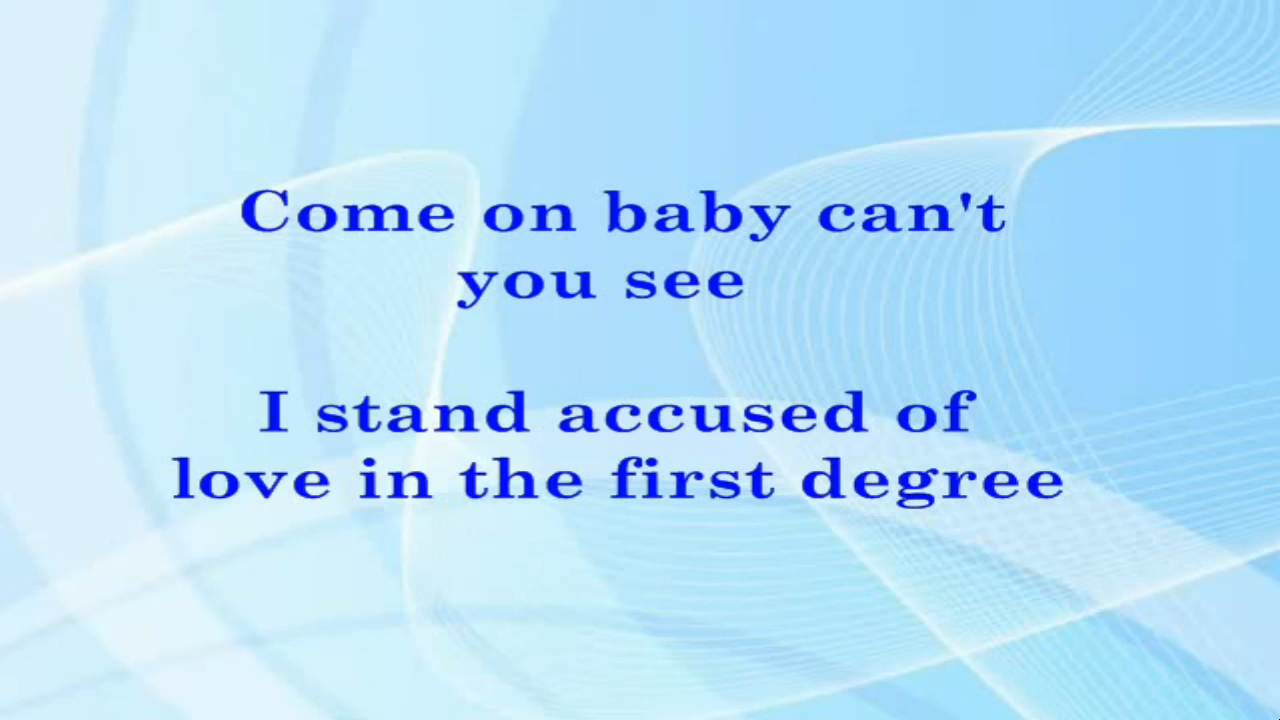 Come on baby can't
you see
I stand accused of
love in the first degree